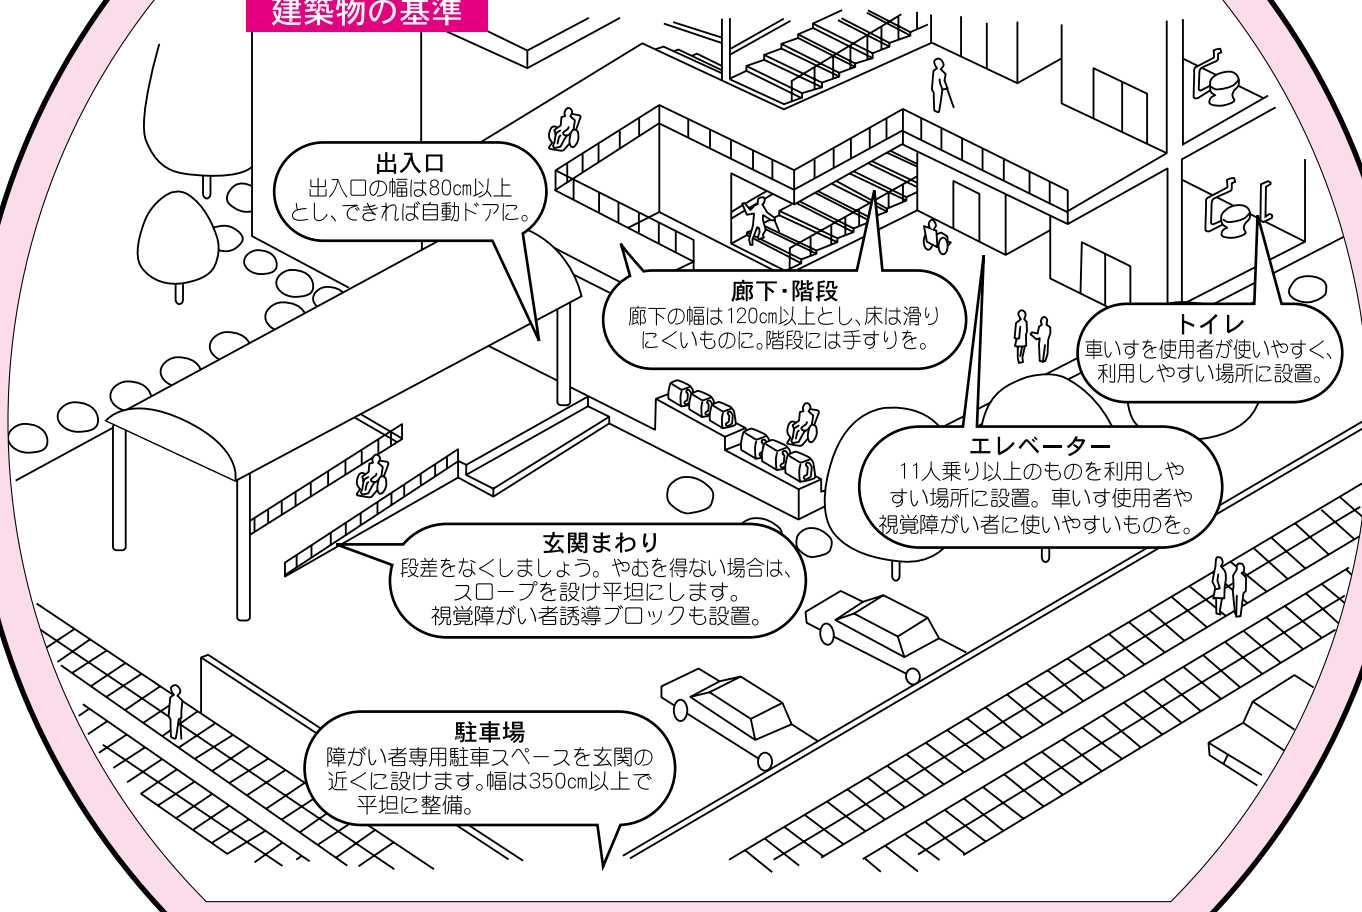 建築物の基準
出入口
出入口の幅は80cm以上
とし、できれば自動ドアに。
廊下・階段
廊下の幅は120cm以上とし、床は滑り
にくいものに。階段には手すりを。
トイレ
車いすを使用者が使いやすく、
利用しやすい場所に設置。
エレベーター
11人乗り以上のものを利用しや
すい場所に設置。車いす使用者や
視覚障がい者に使いやすいものを。
玄関まわり
段差をなくしましょう。やむを得ない場合は、
スロープを設け平坦にします。
視覚障がい者誘導ブロックも設置。
駐車場
障がい者専用駐車スペースを玄関の
近くに設けます。幅は350cm以上で
平坦に整備。